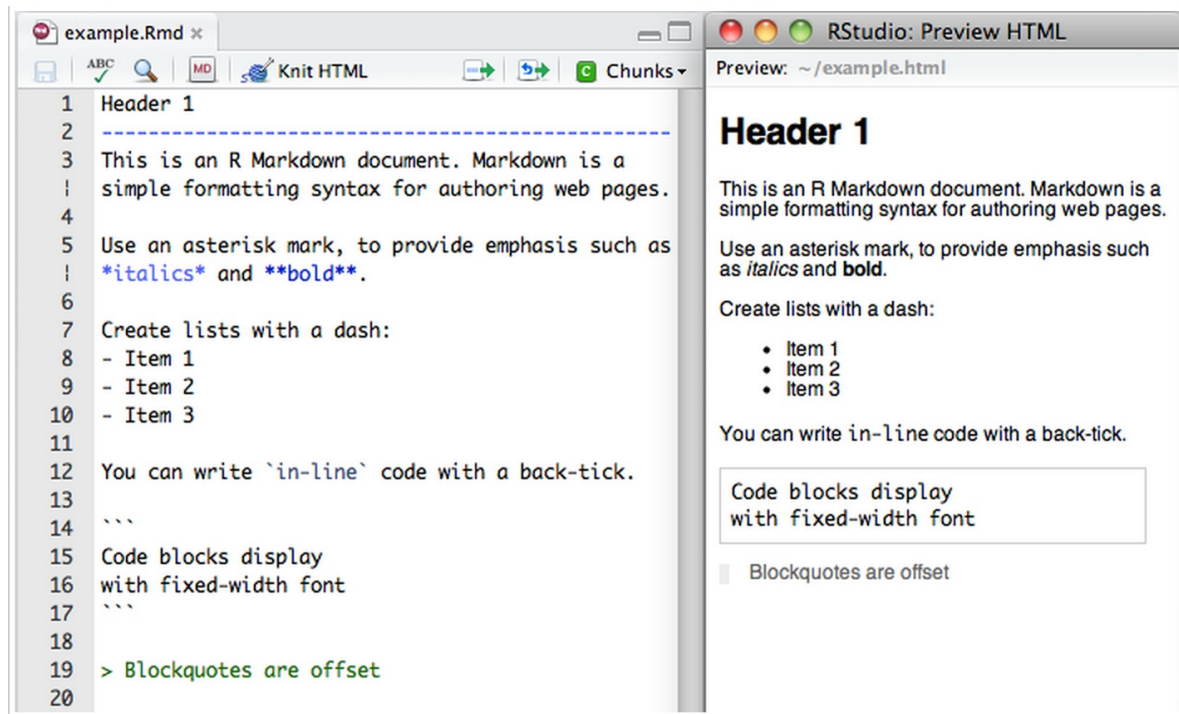 example.Rmd
ABC
MD
Knit HTML
C Chunks
1 Header 1
2 -------------------------------------------------
3 This is an R Markdown document. Markdown is a
simple formatting syntax for authoring web pages.
4
5 Use an asterisk mark, to provide emphasis such as
*italics* and **bold**.
6
7 Create lists with a dash:
8 - Item 1
9 - Item 2
10 - Item 3
11
12 You can write `in-line` code with a back-tick.
13
14 ```
15 Code blocks display
16 with fixed-width font
17 ```
18
19 > Blockquotes are offset
20
RStudio: Preview HTML
Preview: ~/example.html
Header 1
This is an R Markdown document. Markdown is a
simple formatting syntax for authoring web pages.
Use an asterisk mark, to provide emphasis such
as italics and bold.
Create lists with a dash:
• Item 1
• Item 2
• Item 3
You can write in-line code with a back-tick.
Code blocks display
with fixed-width font
Blockquotes are offset